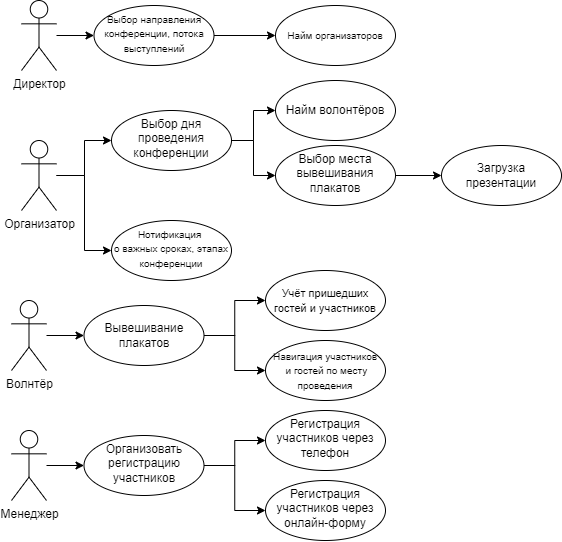 Выбор направления
конференции, потока
выступлений
Найм организаторов
Директор
Найм волонтёров
Выбор дня
проведения
конференции
Выбор места
вывешивания
плакатов
Загрузка
презентации
Организатор
Нотификация
о важных сроках, этапах
конференции
Учёт пришедших
гостей и участников
Вывешивание
плакатов
Навигация участников
и гостей по месту
проведения
Волнтёр
Регистрация
участников через
телефон
Организовать
регистрацию
участников
Регистрация
участников через
онлайн-форму
Менеджер